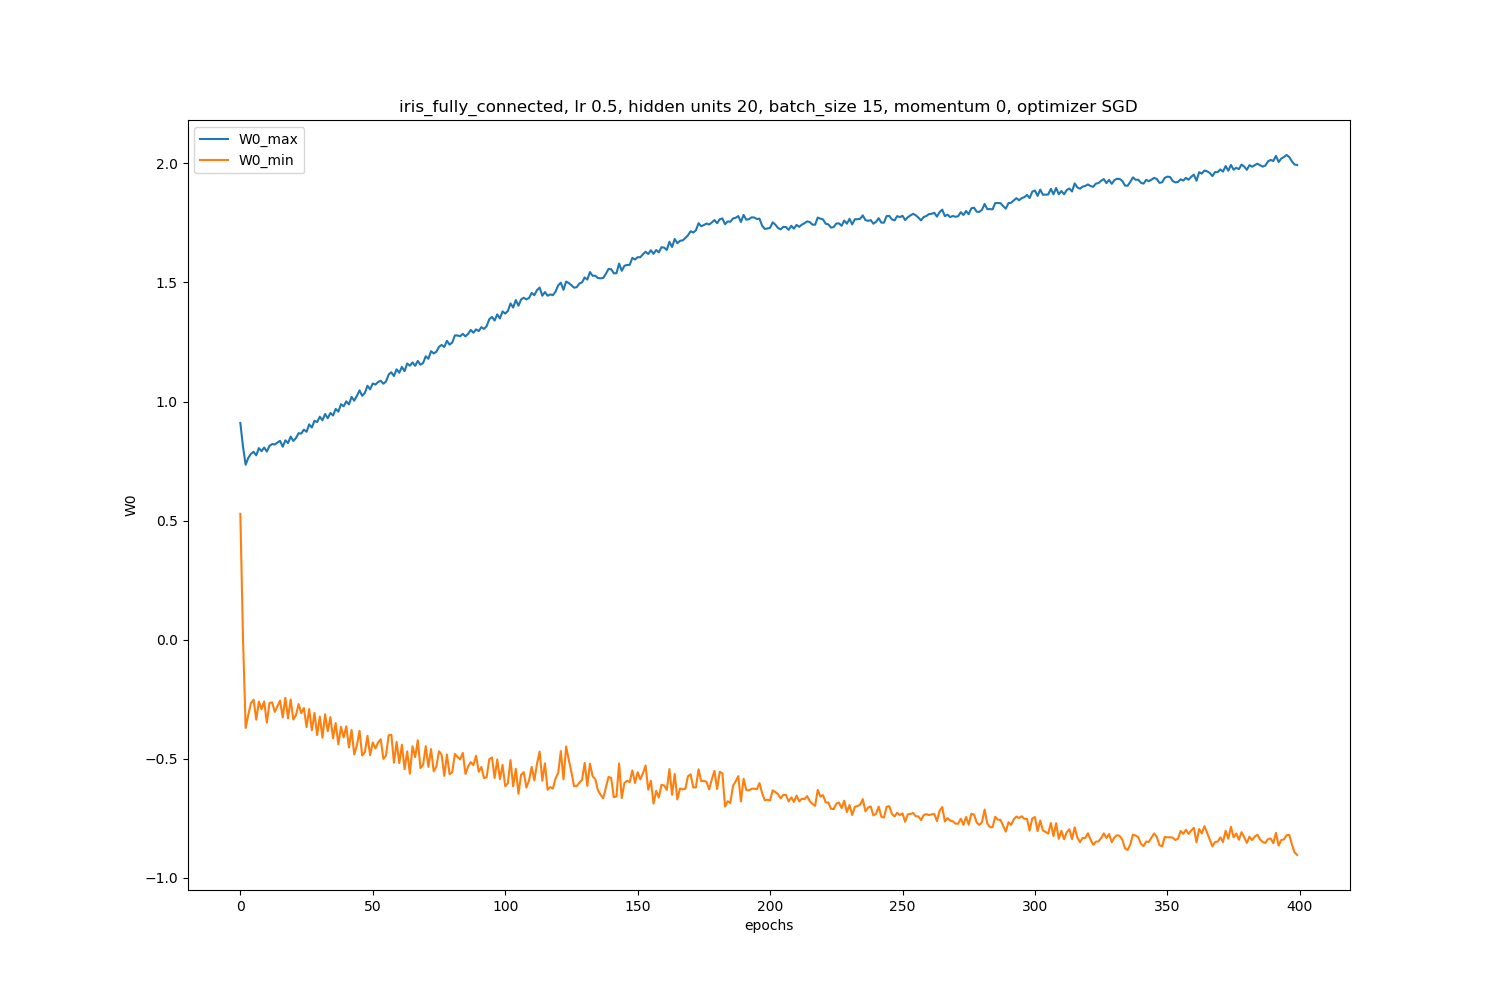 iris_fully_connected, lr 0.5, hidden units 20, batch_size 15, momentum 0, optimizer SGD
W0_max
W0_min
2.0
1.5
1.0
0.5
0.0
−0.5
−1.0
W0
0 50 100 150 200 250 300 350 400
epochs